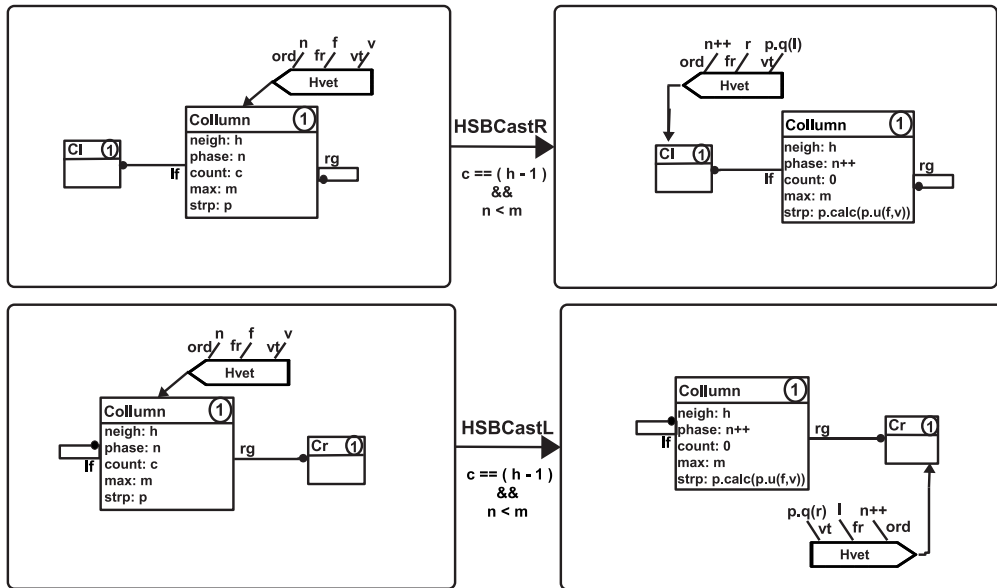 n f v
ord fr vt
Hvet
Collumn 1
neigh: h
phase: n
count: c
max: m
strp: p
Cl 1
lf
rg
HSBCastR
c == ( h - 1 )
&&
n < m
n++ r p.q(l)
ord fr vt
Hvet
Cl 1
Collumn 1
neigh: h
phase: n++
count: 0
max: m
strp: p.calc(p.u(f,v))
lf
rg
n f v
ord fr vt
Hvet
Collumn 1
neigh: h
phase: n
count: c
max: m
strp: p
lf
rg
Cr 1
HSBCastL
c == ( h - 1 )
&&
n < m
Collumn 1
neigh: h
phase: n++
count: 0
max: m
strp: p.calc(p.u(f,v))
lf
rg
Cr 1
p.q(r) l n++
vt fr ord
Hvet